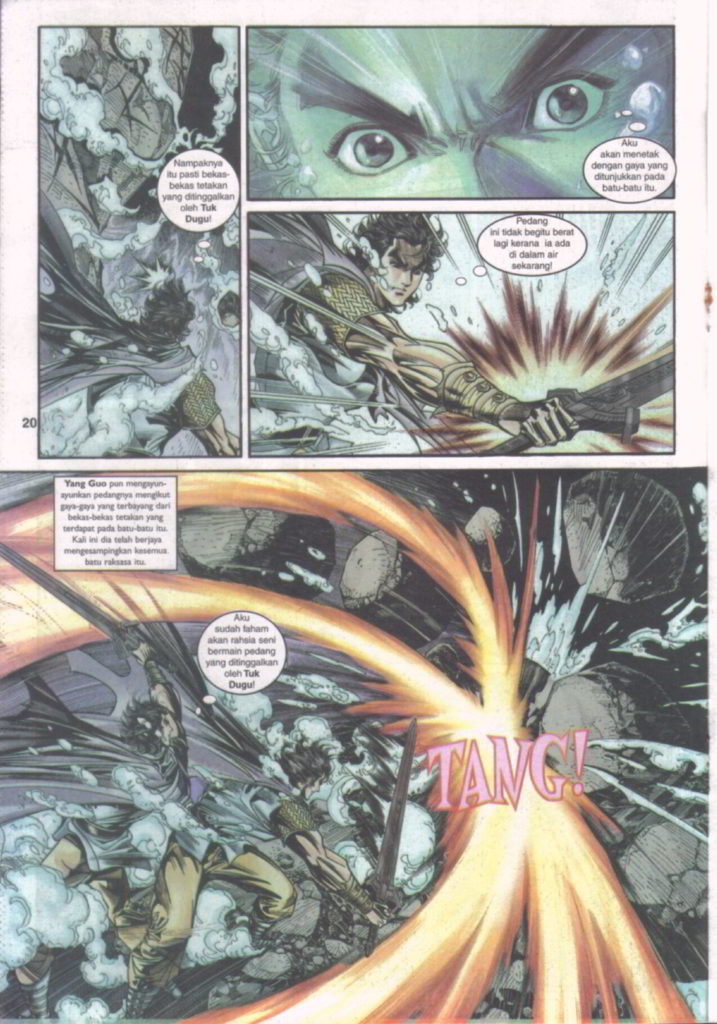 Nampaknya
itu pasti bekas-
bekas tetakan
yang ditinggalkan
oleh Tuk
Dugu!
Aku
akan menetak
dengan gaya yang
ditunjukkan pada
batu-batu itu.
Pedang
ini tidak begitu berat
lagi kerana ia ada
di dalam air
sekarang!
20
Yang Guo pun mengayun-
ayunkan pedangnya mengikut
gaya-gaya yang terbayang dari
bekas-bekas tetakan yang
terdapat pada batu-batu itu.
Kali ini dia telah berjaya
mengesampingkan kesemua
batu raksasa itu.
Aku
sudah faham
akan rahsia seni
bermain pedang
yang ditinggalkan
oleh Tuk
Dugu!
TANG!